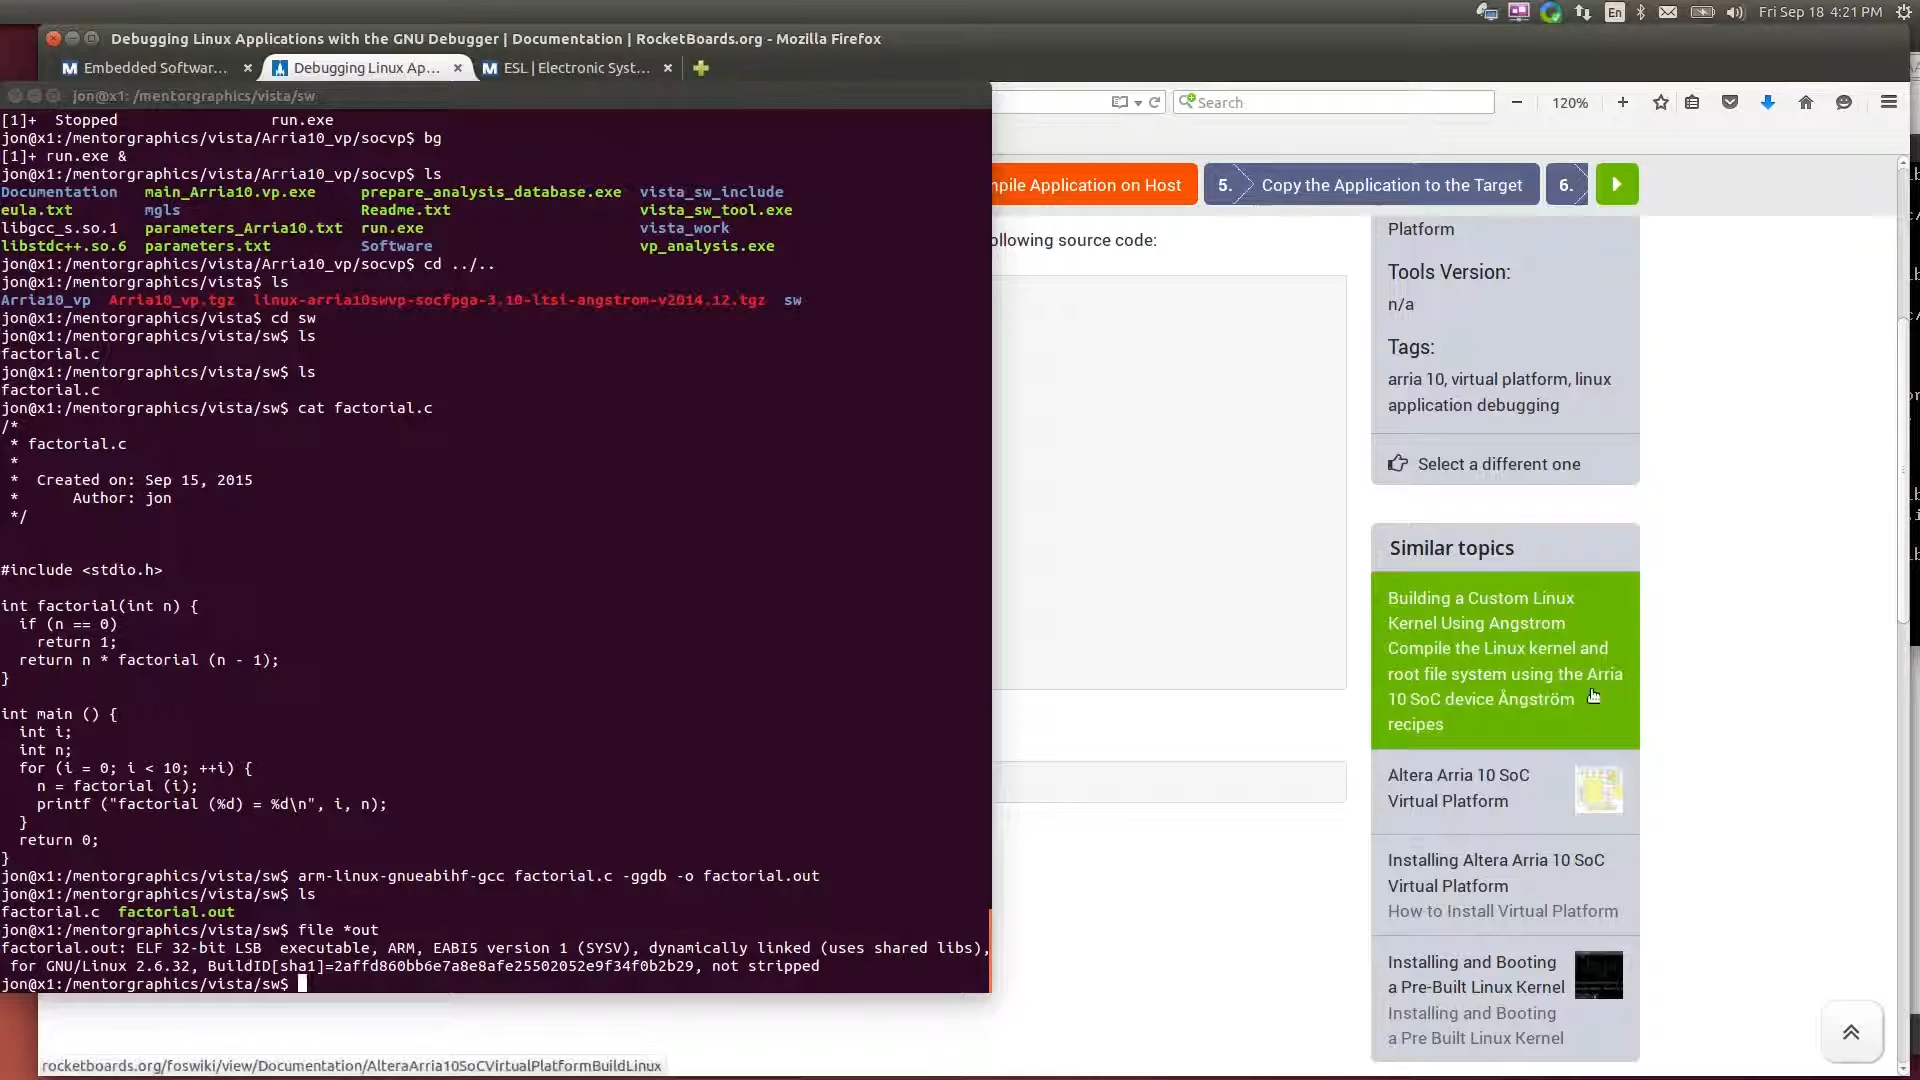 En
Fri Sep 18 4:21 PM
Debugging Linux Applications with the GNU Debugger | Documentation | RocketBoards.org - Mozilla Firefox
Embedded Softwar...
Debugging Linux Ap...
ESL | Electronic Syst...
jon@x1: /mentorgraphics/vista/sw
[1]+  Stopped                 run.exe
jon@x1:/mentorgraphics/vista/Arria10_vp/socvp$ bg
[1]+ run.exe &
jon@x1:/mentorgraphics/vista/Arria10_vp/socvp$ ls
Documentation   main_Arria10.vp.exe     prepare_analysis_database.exe  vista_sw_include
eula.txt        mgls                    Readme.txt                     vista_sw_tool.exe
libgcc_s.so.1   parameters_Arria10.txt  run.exe                        vista_work
libstdc++.so.6  parameters.txt          Software                       vp_analysis.exe
jon@x1:/mentorgraphics/vista/Arria10_vp/socvp$ cd ../..
jon@x1:/mentorgraphics/vista$ ls
Arria10_vp  Arria10_vp.tgz  linux-arria10swvp-socfpga-3.10-ltsi-angstrom-v2014.12.tgz  sw
jon@x1:/mentorgraphics/vista$ cd sw
jon@x1:/mentorgraphics/vista/sw$ ls
factorial.c
jon@x1:/mentorgraphics/vista/sw$ ls
factorial.c
jon@x1:/mentorgraphics/vista/sw$ cat factorial.c
/*
 * factorial.c
 *
 *  Created on: Sep 15, 2015
 *      Author: jon
 */
#include <stdio.h>
int factorial(int n) {
  if (n == 0)
    return 1;
  return n * factorial (n - 1);
}
int main () {
  int i;
  int n;
  for (i = 0; i < 10; ++i) {
    n = factorial (i);
    printf ("factorial (%d) = %d\n", i, n);
  }
  return 0;
}
jon@x1:/mentorgraphics/vista/sw$ arm-linux-gnueabihf-gcc factorial.c -ggdb -o factorial.out
jon@x1:/mentorgraphics/vista/sw$ ls
factorial.c  factorial.out
jon@x1:/mentorgraphics/vista/sw$ file *out
factorial.out: ELF 32-bit LSB  executable, ARM, EABI5 version 1 (SYSV), dynamically linked (uses shared libs),
 for GNU/Linux 2.6.32, BuildID[sha1]=2affd860bb6e7a8e8afe25502052e9f34f0b2b29, not stripped
jon@x1:/mentorgraphics/vista/sw$
Search
120%
mpile Application on Host
5. Copy the Application to the Target
6.
ollowing source code:
Platform
Tools Version:
n/a
Tags:
arria 10, virtual platform, linux
application debugging
Select a different one
Similar topics
Building a Custom Linux
Kernel Using Angstrom
Compile the Linux kernel and
root file system using the Arria
10 SoC device Ångström
recipes
Altera Arria 10 SoC
Virtual Platform
Installing Altera Arria 10 SoC
Virtual Platform
How to Install Virtual Platform
Installing and Booting
a Pre-Built Linux Kernel
Installing and Booting
a Pre Built Linux Kernel
rocketboards.org/foswiki/view/Documentation/AlteraArria10SoCVirtualPlatformBuildLinux